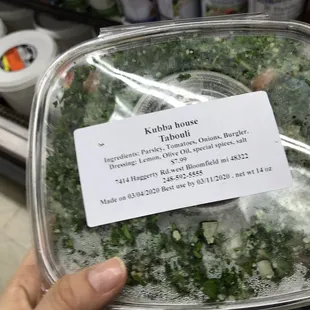 Kubba house
Tabouli
Ingredients: Parsley, Tomatoes, Onions, Burgler.
Dressing: Lemon, Olive Oil, special spices, salt
$7.99
7414 Haggerty Rd.west Bloomfield mi 48322
248-592-5555
Made on 03/04/2020 Best use by 03/11/2020 . net wt 14 oz